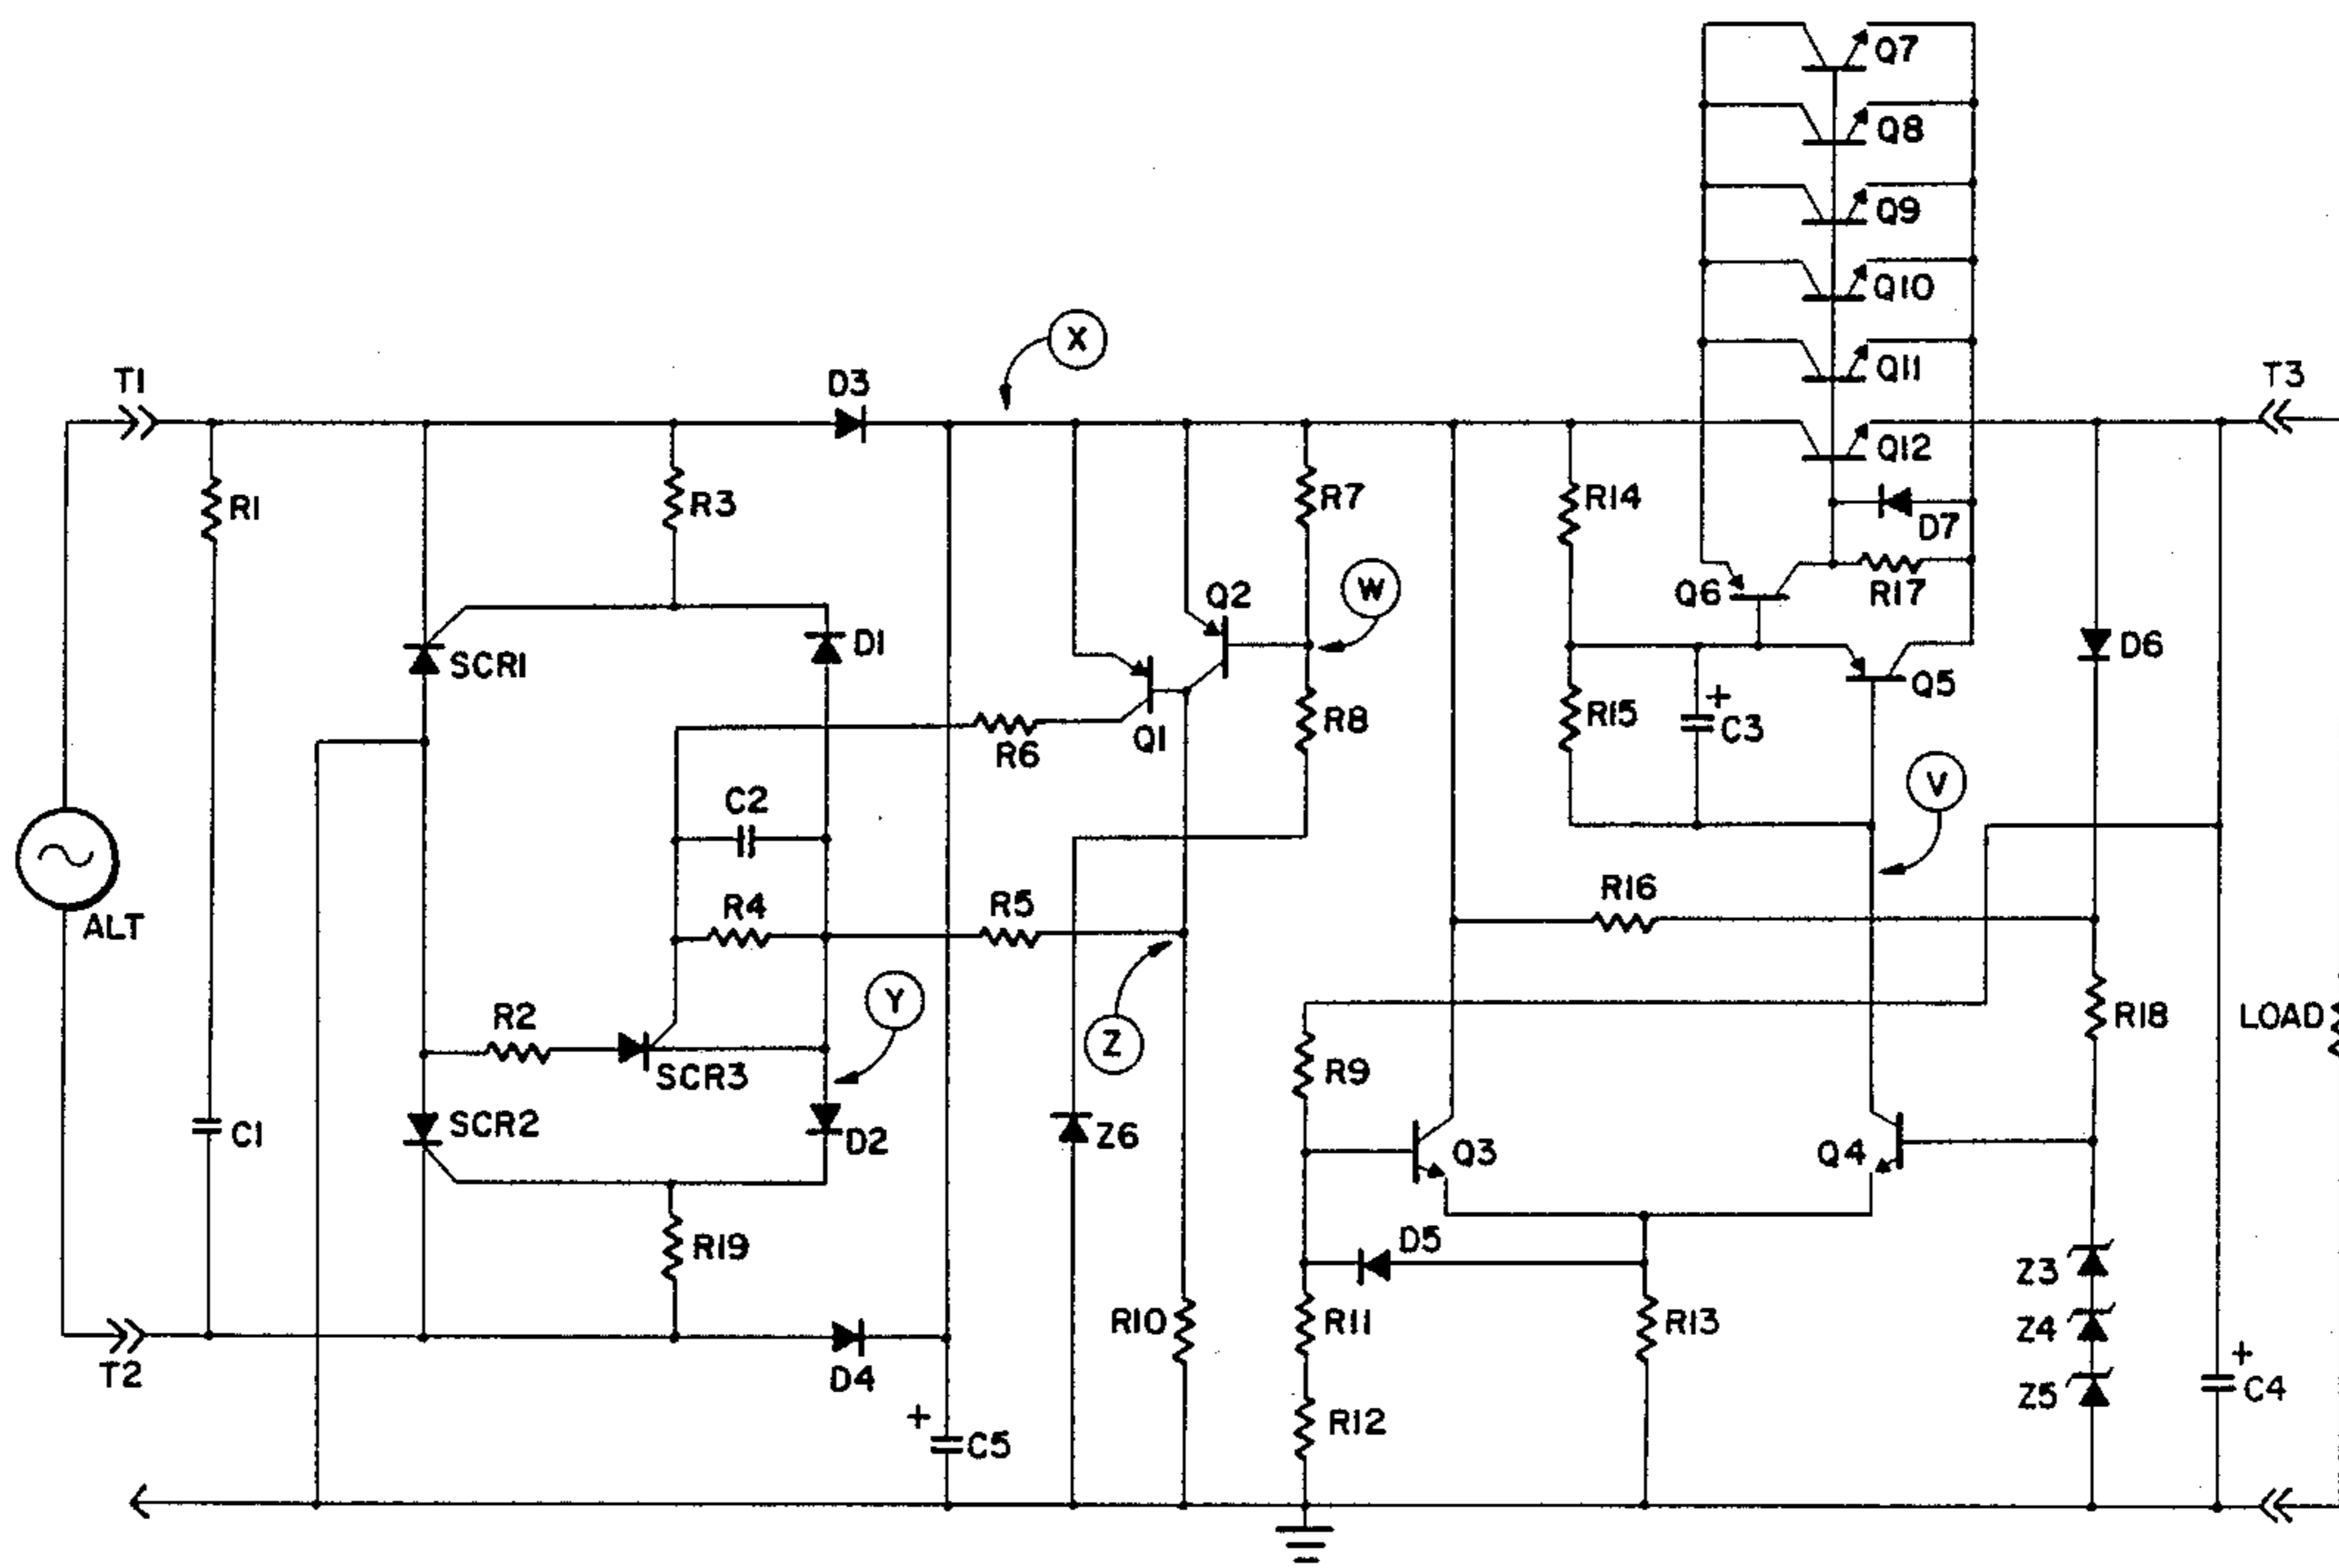 Q7
Q8
Q9
Q10
X
Q11
T1
D3
T3
Q12
R1
R3
R7
R14
D7
W
Q2
Q6
R17
SCR1
D1
D6
Q5
R8
R15
+
C3
R6
Q1
V
C2
R16
R4
R5
ALT
Y
R2
Z
R18
LOAD
SCR3
R9
C1
SCR2
D2
Z6
Q3
Q4
R19
D5
Z3
R10
R11
R13
Z4
T2
D4
+
C4
Z5
+
C5
R12